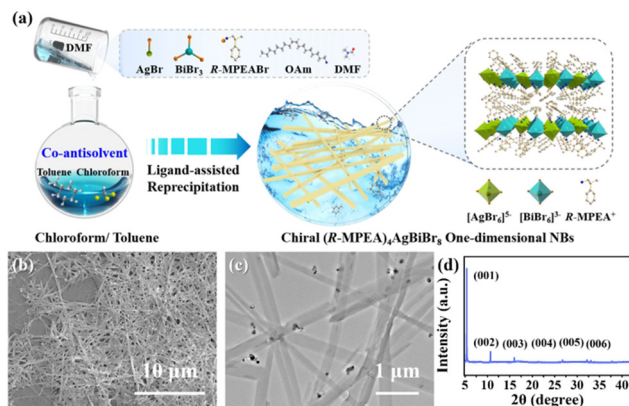 (a)
DMF
AgBr BiBr₃ R-MPEABr OAm DMF
Co-antisolvent
Toluene Chloroform
Ligand-assisted
Reprecipitation
[AgBr₆]⁵⁻ [BiBr₆]³⁻ R-MPEA⁺
Chloroform/ Toluene
Chiral (R-MPEA)₄AgBiBr₈ One-dimensional NBs
(b)
10 μm
(c)
1 μm
(d)
Intensity (a.u.)
(001)
(002) (003) (004) (005) (006)
5 10 15 20 25 30 35 40
2θ (degree)